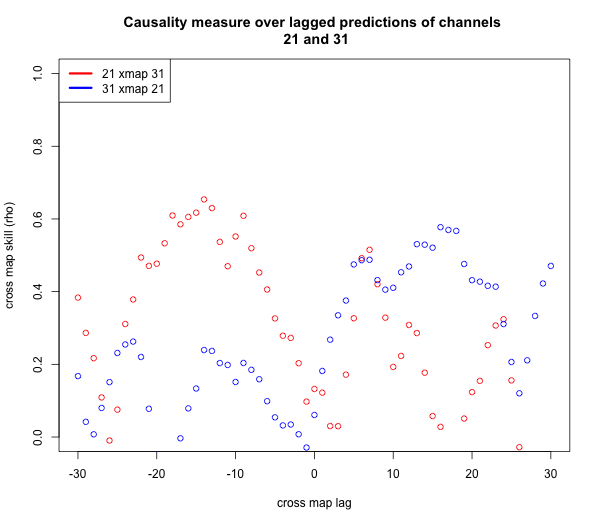 Causality measure over lagged predictions of channels
21 and 31
21 xmap 31
31 xmap 21
cross map skill (rho)
1.0
0.8
0.6
0.4
0.2
0.0
-30 -20 -10 0 10 20 30
cross map lag